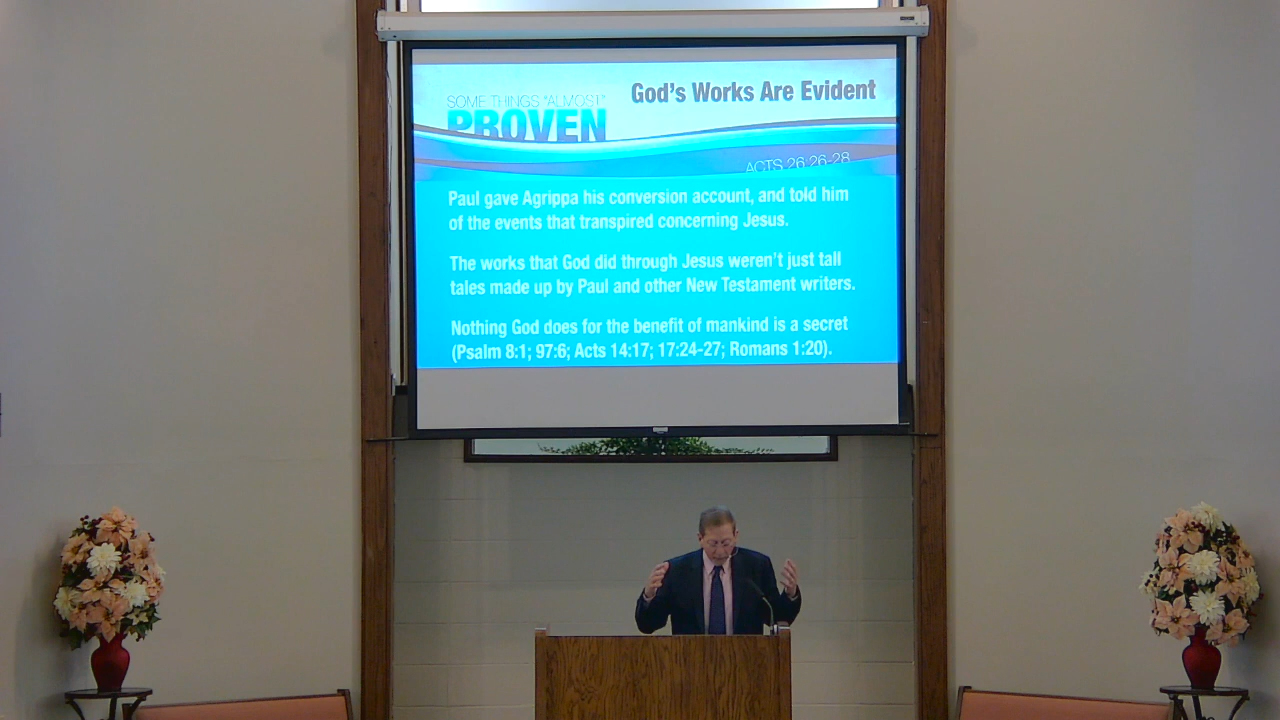 God's Works Are Evident
SOME THINGS "ALMOST"
PROVEN
ACTS 26:26-28
Paul gave Agrippa his conversion account, and told him
of the events that transpired concerning Jesus.
The works that God did through Jesus weren't just tall
tales made up by Paul and other New Testament writers.
Nothing God does for the benefit of mankind is a secret
(Psalm 8:1; 97:6; Acts 14:17; 17:24-27; Romans 1:20).